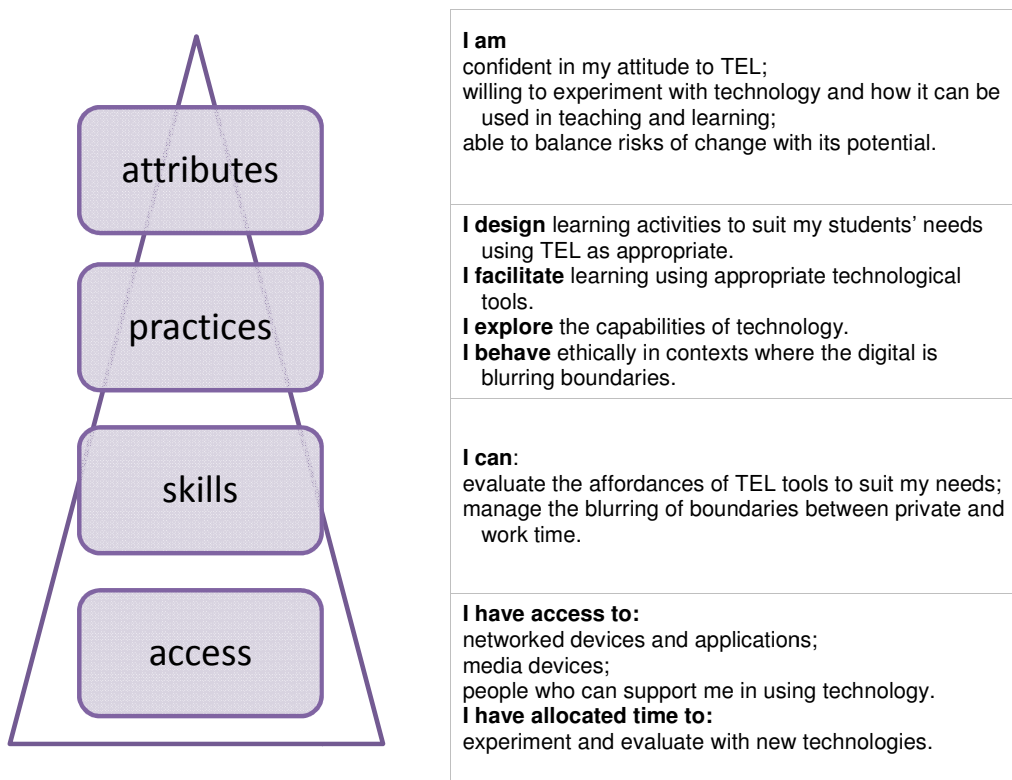 attributes
I am
confident in my attitude to TEL;
willing to experiment with technology and how it can be
used in teaching and learning;
able to balance risks of change with its potential.
practices
I design learning activities to suit my students’ needs
using TEL as appropriate.
I facilitate learning using appropriate technological
tools.
I explore the capabilities of technology.
I behave ethically in contexts where the digital is
blurring boundaries.
skills
I can:
evaluate the affordances of TEL tools to suit my needs;
manage the blurring of boundaries between private and
work time.
access
I have access to:
networked devices and applications;
media devices;
people who can support me in using technology.
I have allocated time to:
experiment and evaluate with new technologies.